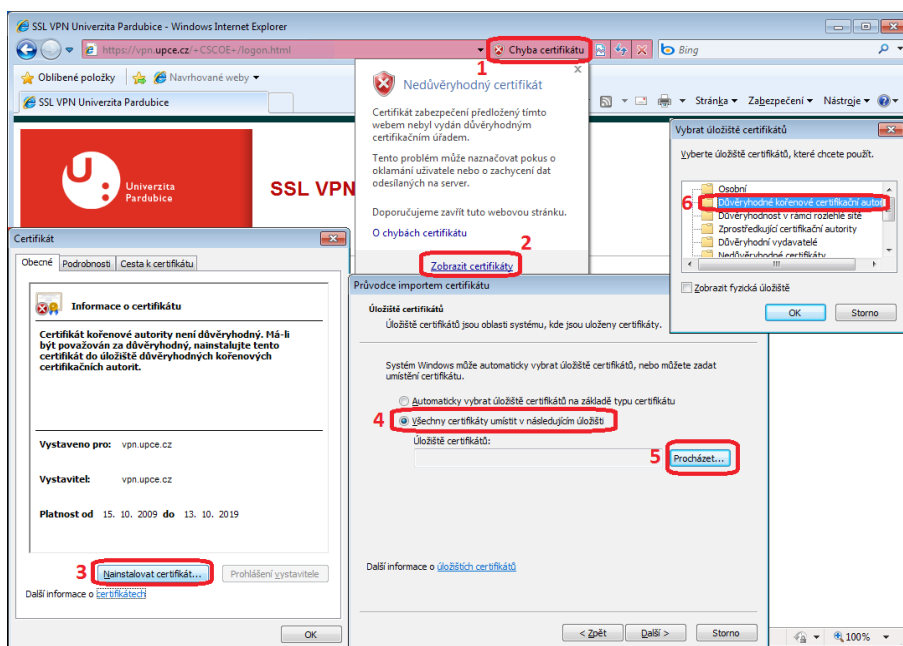 SSL VPN Univerzita Pardubice - Windows Internet Explorer
https://vpn.upce.cz/+CSCOE+/logon.html
Chyba certifikátu
Bing
1
Oblíbené položky
Navrhované weby
SSL VPN Univerzita Pardubice
Stránka
Zabezpečení
Nástroje
Univerzita
Pardubice
SSL VPN
Nedůvěryhodný certifikát
Certifikát zabezpečení předložený tímto
webem nebyl vydán důvěryhodným
certifikačním úřadem.
Tento problém může naznačovat pokus o
oklamání uživatele nebo o zachycení dat
odesílaných na server.
Doporučujeme zavřít tuto webovou stránku.
O chybách certifikátu
2
Zobrazit certifikáty
Vybrat úložiště certifikátů
Vyberte úložiště certifikátů, které chcete použít.
Osobní
6
Důvěryhodné kořenové certifikační autor
Důvěryhodnost v rámci rozlehlé sítě
Zprostředkující certifikační autority
Důvěryhodní vydavatelé
Nedůvěryhodné certifikáty
Zobrazit fyzická úložiště
OK
Storno
Certifikát
Obecné
Podrobnosti
Cesta k certifikátu
Informace o certifikátu
Certifikát kořenové autority není důvěryhodný. Má-li
být považován za důvěryhodný, nainstalujte tento
certifikát do úložiště důvěryhodných kořenových
certifikačních autorit.
Vystaveno pro: vpn.upce.cz
Vystavitel: vpn.upce.cz
Platnost od 15. 10. 2009 do 13. 10. 2019
3
Nainstalovat certifikát...
Prohlášení vystavitele
Další informace o certifikátech
OK
Průvodce importem certifikátu
Úložiště certifikátů
Úložiště certifikátů jsou oblasti systému, kde jsou uloženy certifikáty.
Systém Windows může automaticky vybrat úložiště certifikátů, nebo můžete zadat
umístění certifikátu.
Automaticky vybrat úložiště certifikátů na základě typu certifikátu
4
Všechny certifikáty umístit v následujícím úložišti
Úložiště certifikátů:
5
Procházet...
Další informace o úložištích certifikátů
< Zpět
Další >
Storno
100%